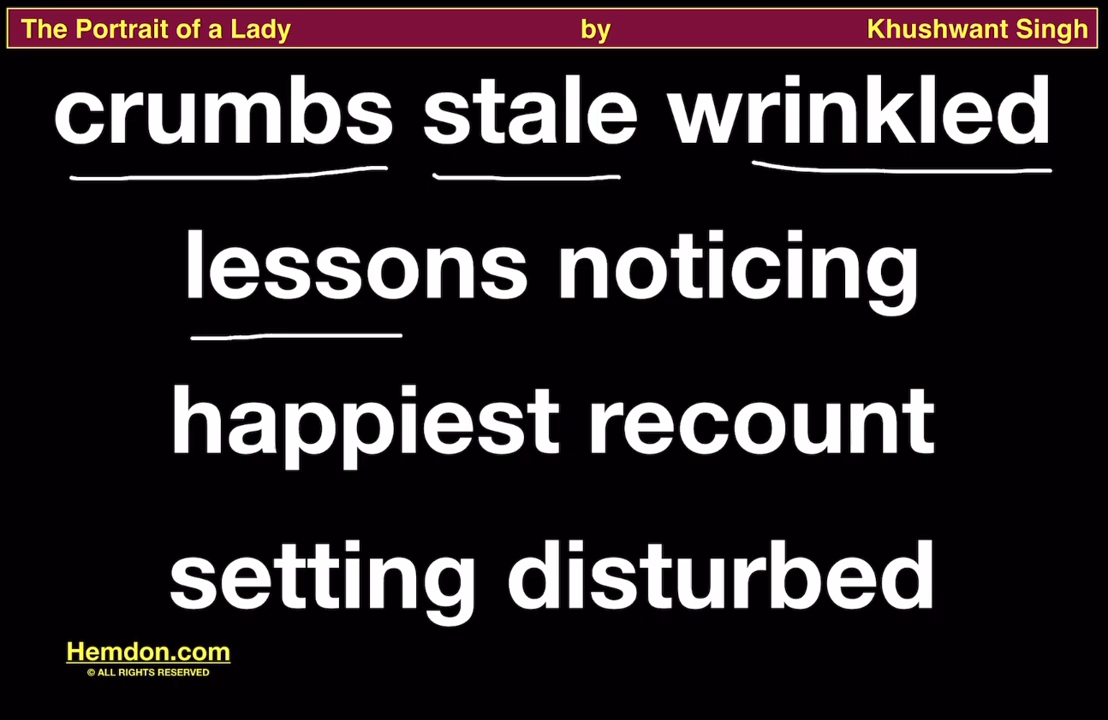 The Portrait of a Lady by Khushwant Singh
crumbs stale wrinkled
lessons noticing
happiest recount
setting disturbed
Hemdon.com
© ALL RIGHTS RESERVED